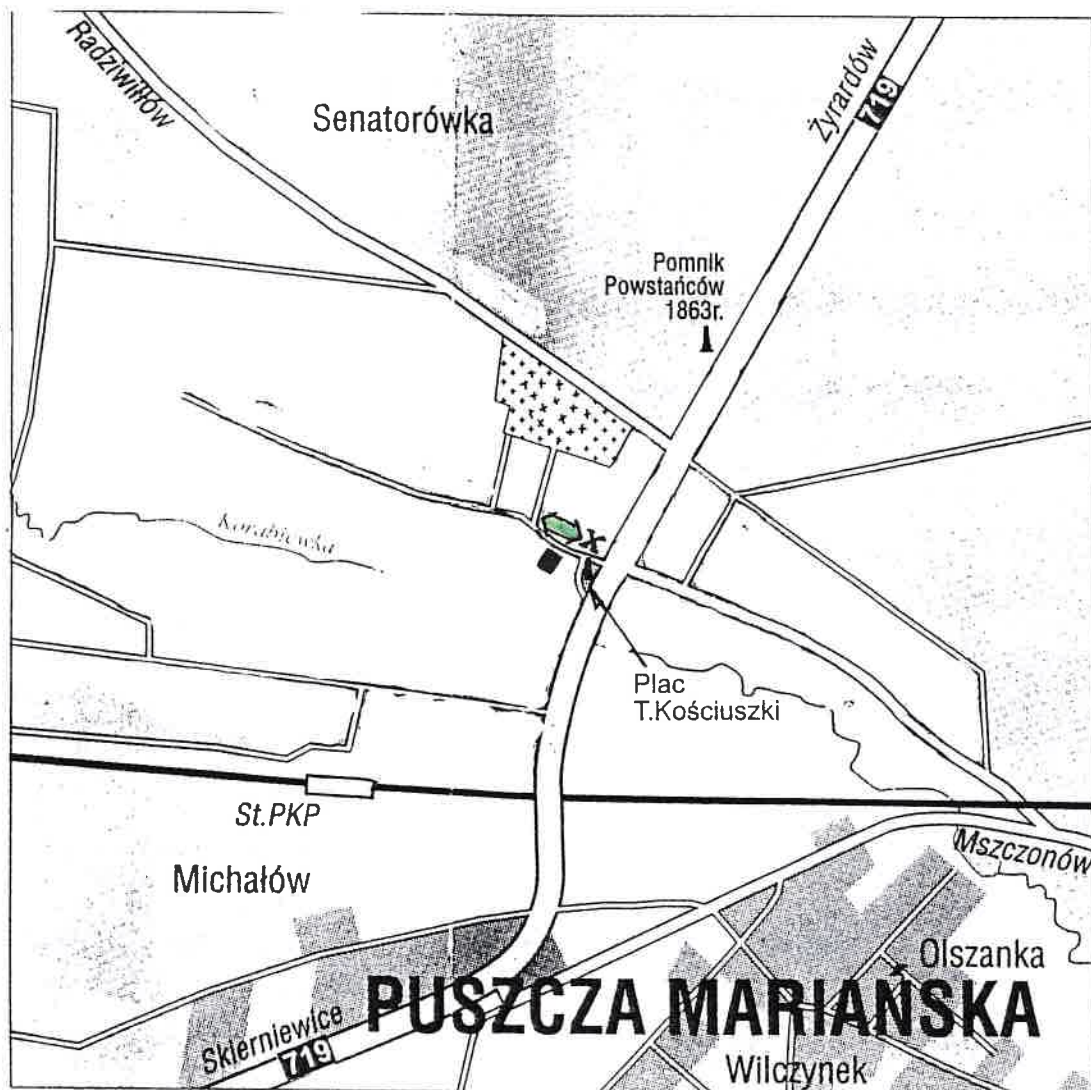 Radziwiłłów
Senatorówka
Żyrardów
719
Pomnik
Powstańców
1863r.
Korabiewka
X
Plac
T.Kościuszki
St.PKP
Michałów
Mszczonów
Olszanka
PUSZCZA MARIAŃSKA
Skierniewice
719
Wilczynek